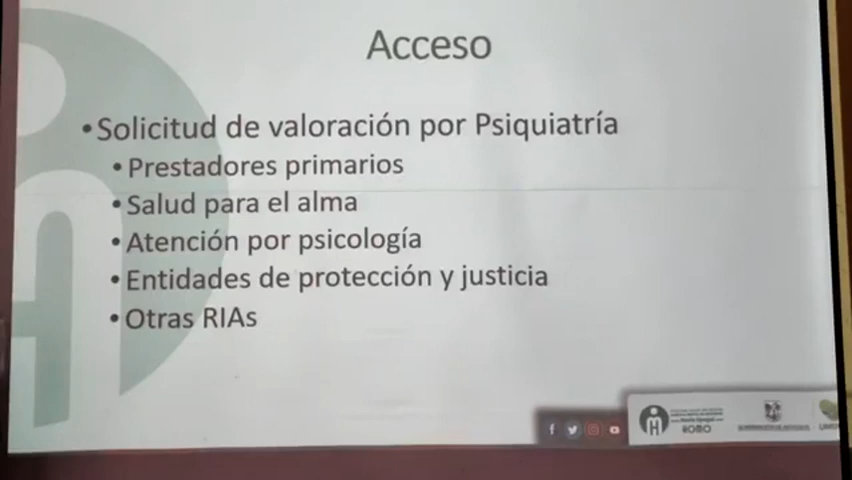 Acceso
•Solicitud de valoración por Psiquiatría
•Prestadores primarios
•Salud para el alma
•Atención por psicología
•Entidades de protección y justicia
•Otras RIAs
HOMO